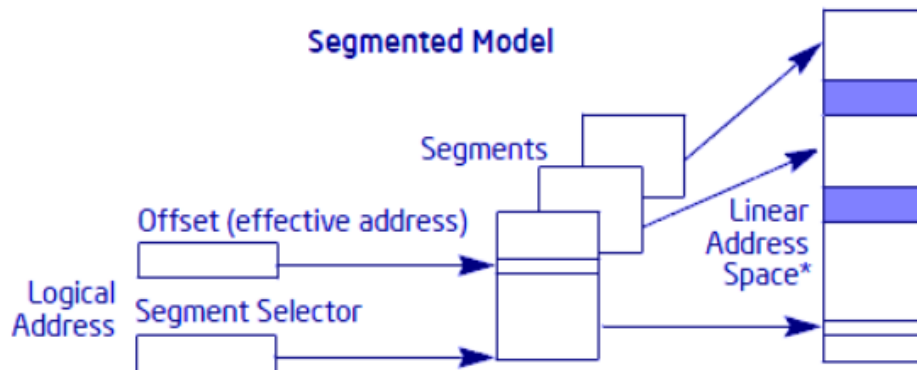 Segmented Model
Segments
Offset (effective address)
Linear
Address
Space*
Logical
Address
Segment Selector